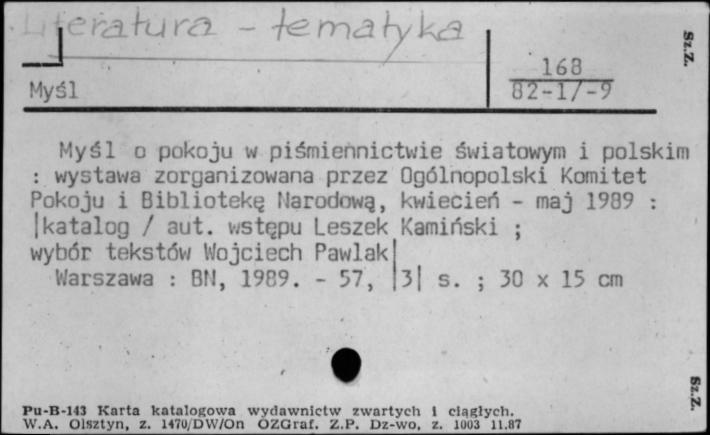 Literatura - tematyka
Sz.Z.
168
Myśl
82-1/-9
Myśl o pokoju w piśmiennictwie światowym i polskim
: wystawa zorganizowana przez Ogólnopolski Komitet
Pokoju i Bibliotekę Narodową, kwiecień - maj 1989 :
|katalog / aut. wstępu Leszek Kamiński ;
wybór tekstów Wojciech Pawlak|
Warszawa : BN, 1989. - 57, |3| s. ; 30 x 15 cm
Sz.Z.
Pu-B-143 Karta katalogowa wydawnictw zwartych i ciągłych.
W.A. Olsztyn, z. 1470/DW/On OZGraf. Z.P. Dz-wo, z. 1003 11.87